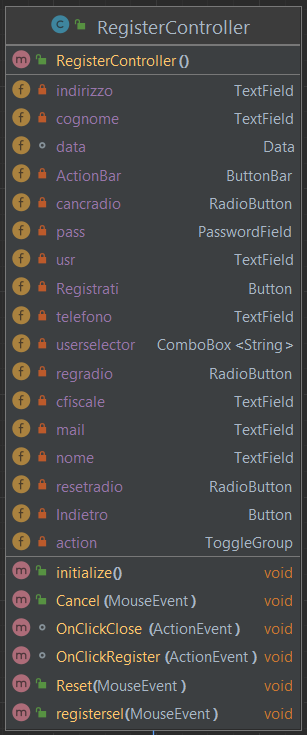 RegisterController
RegisterController()
indirizzo TextField
cognome TextField
data Data
ActionBar ButtonBar
cancradio RadioButton
pass PasswordField
usr TextField
Registrati Button
telefono TextField
userselector ComboBox <String>
regradio RadioButton
cfiscale TextField
mail TextField
nome TextField
resetradio RadioButton
Indietro Button
action ToggleGroup
initialize() void
Cancel (MouseEvent) void
OnClickClose (ActionEvent) void
OnClickRegister (ActionEvent) void
Reset(MouseEvent) void
registersel(MouseEvent) void